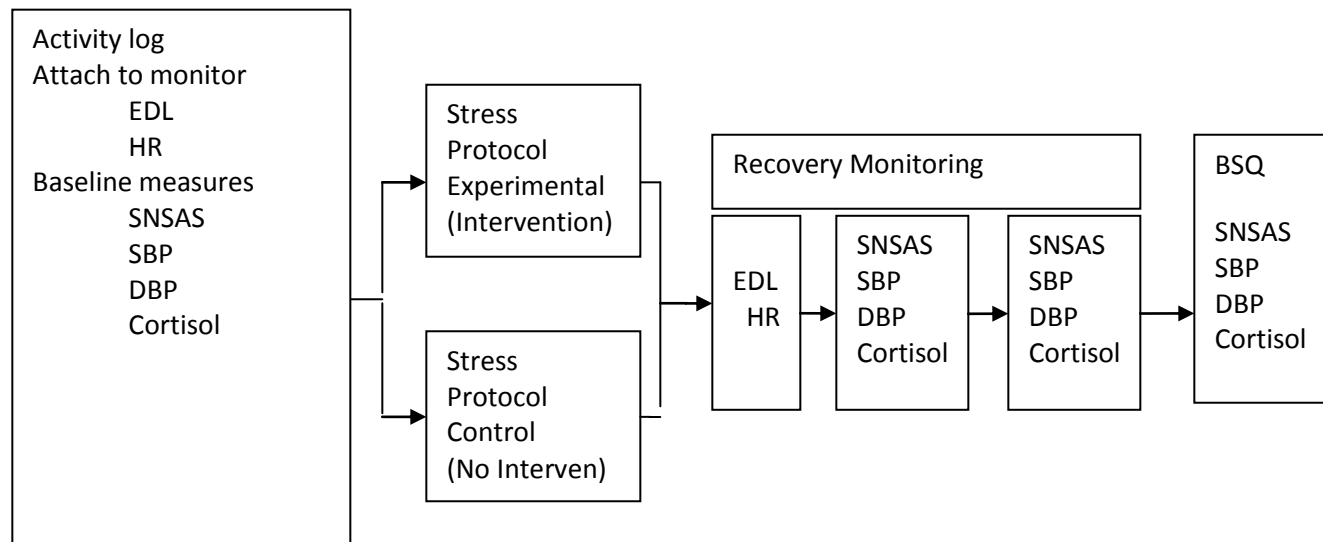 Activity log
Attach to monitor
EDL
HR
Baseline measures
SNSAS
SBP
DBP
Cortisol
Stress
Protocol
Experimental
(Intervention)
Stress
Protocol
Control
(No Interven)
Recovery Monitoring
EDL
HR
SNSAS
SBP
DBP
Cortisol
SNSAS
SBP
DBP
Cortisol
BSQ
SNSAS
SBP
DBP
Cortisol